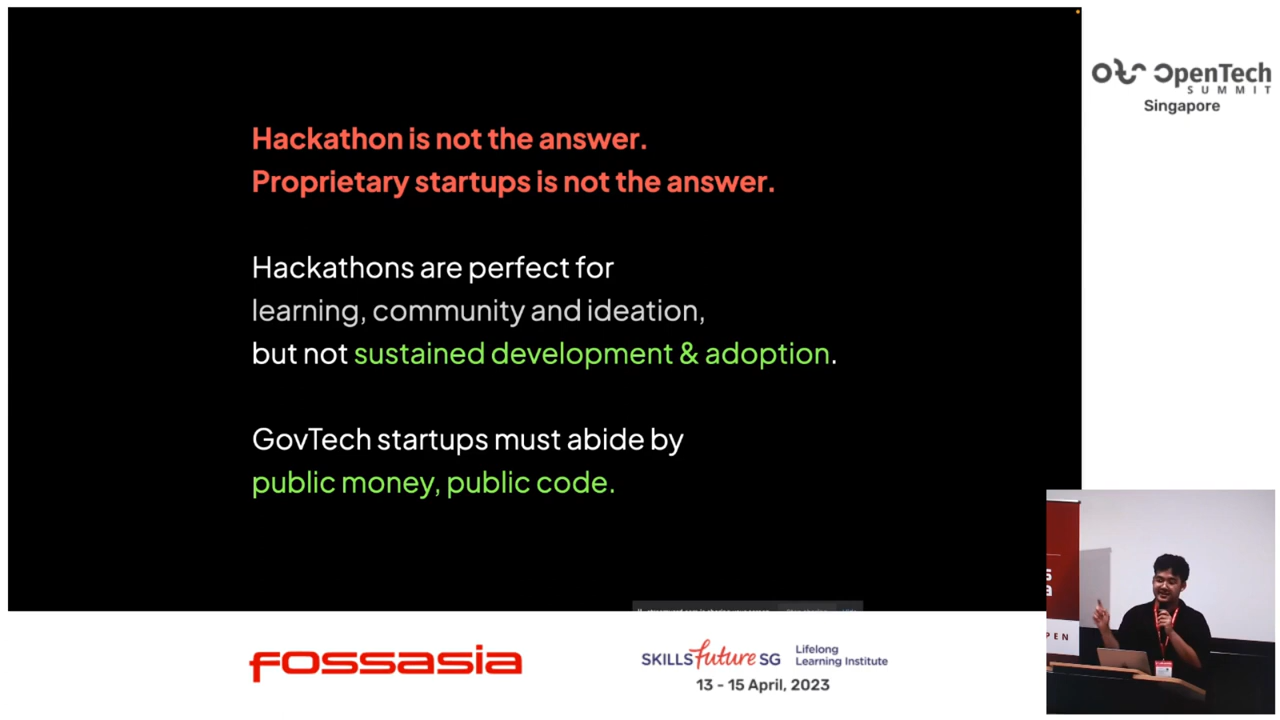 Hackathon is not the answer.
Proprietary startups is not the answer.
Hackathons are perfect for
learning, community and ideation,
but not sustained development & adoption.
GovTech startups must abide by
public money, public code.
OpenTech
SUMMIT
Singapore
PEN
fossasia
SKILLSfuture SG
Lifelong
Learning Institute
13 - 15 April, 2023